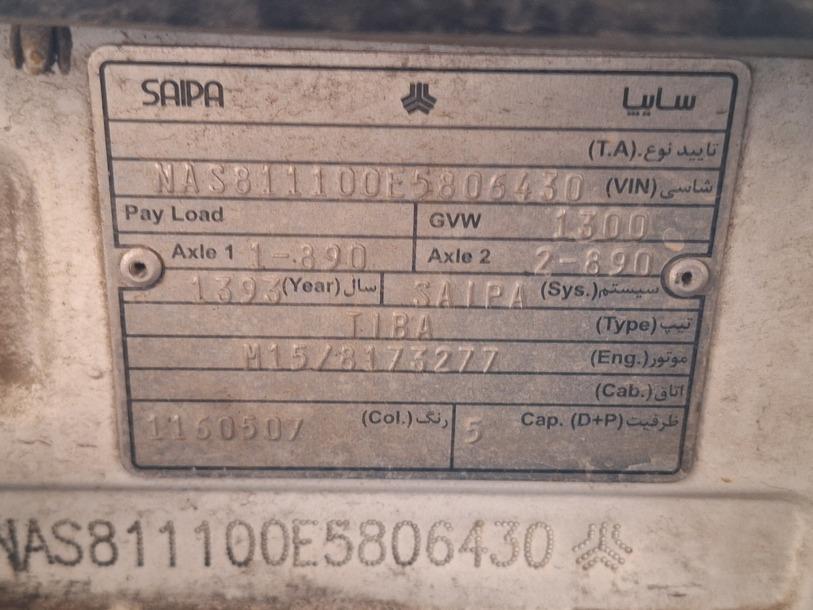 SAIPA سایپا
تایید نوع.(T.A)
NAS811100E5806430 شاسی(VIN)
Pay Load GVW 1300
Axle 1 1-890 Axle 2 2-890
1393 سال(Year) SAIPA سیستم(Sys.)
TIBA تیپ(Type)
M15/8173277 موتور(Eng.)
اتاق(Cab.)
1160507 رنگ(Col.) 5 Cap. (D+P)ظرفیت
NAS811100E5806430